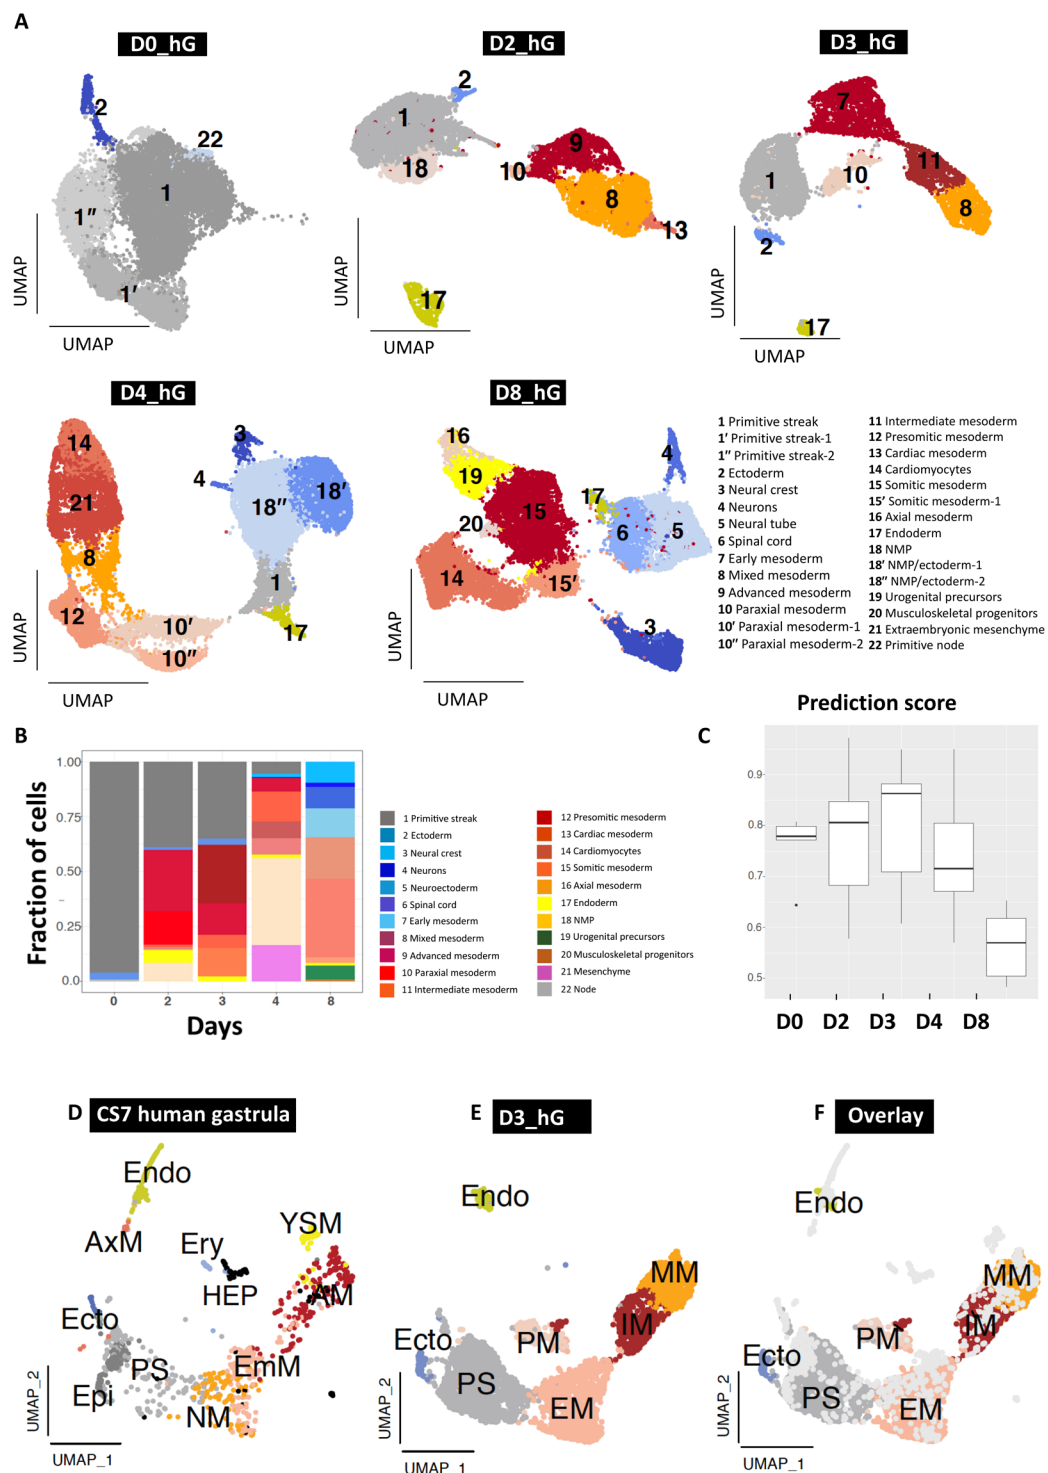 A
D0_hG
D2_hG
D3_hG
2
22
1
1″
1′
UMAP
UMAP
2
1
18
9
10
8
13
17
UMAP
UMAP
7
1
10
11
8
2
17
UMAP
UMAP
D4_hG
D8_hG
14
3
4
18″
18′
21
8
1
12
10′
10″
17
UMAP
UMAP
16
19
4
17
20
15
6
5
14
15′
3
UMAP
UMAP
1 Primitive streak
1′ Primitive streak-1
1″ Primitive streak-2
2 Ectoderm
3 Neural crest
4 Neurons
5 Neural tube
6 Spinal cord
7 Early mesoderm
8 Mixed mesoderm
9 Advanced mesoderm
10 Paraxial mesoderm
10′ Paraxial mesoderm-1
10″ Paraxial mesoderm-2
11 Intermediate mesoderm
12 Presomitic mesoderm
13 Cardiac mesoderm
14 Cardiomyocytes
15 Somitic mesoderm
15′ Somitic mesoderm-1
16 Axial mesoderm
17 Endoderm
18 NMP
18′ NMP/ectoderm-1
18″ NMP/ectoderm-2
19 Urogenital precursors
20 Musculoskeletal progenitors
21 Extraembryonic mesenchyme
22 Primitive node
B
Fraction of cells
1.00
0.75
0.50
0.25
0.0
0 2 3 4 8
Days
1 Primitive streak
2 Ectoderm
3 Neural crest
4 Neurons
5 Neuroectoderm
6 Spinal cord
7 Early mesoderm
8 Mixed mesoderm
9 Advanced mesoderm
10 Paraxial mesoderm
11 Intermediate mesoderm
12 Presomitic mesoderm
13 Cardiac mesoderm
14 Cardiomyocytes
15 Somitic mesoderm
16 Axial mesoderm
17 Endoderm
18 NMP
19 Urogenital precursors
20 Musculoskeletal progenitors
21 Mesenchyme
22 Node
C
Prediction score
0.9
0.8
0.7
0.6
0.5
D0 D2 D3 D4 D8
D
CS7 human gastrula
Endo
AxM
YSM
Ery
HEP
AM
Ecto
PS
EmM
Epi
NM
UMAP_2
UMAP_1
E
D3_hG
Endo
MM
IM
PM
Ecto
PS
EM
UMAP_2
UMAP_1
F
Overlay
Endo
MM
IM
PM
Ecto
PS
EM
UMAP_2
UMAP_1